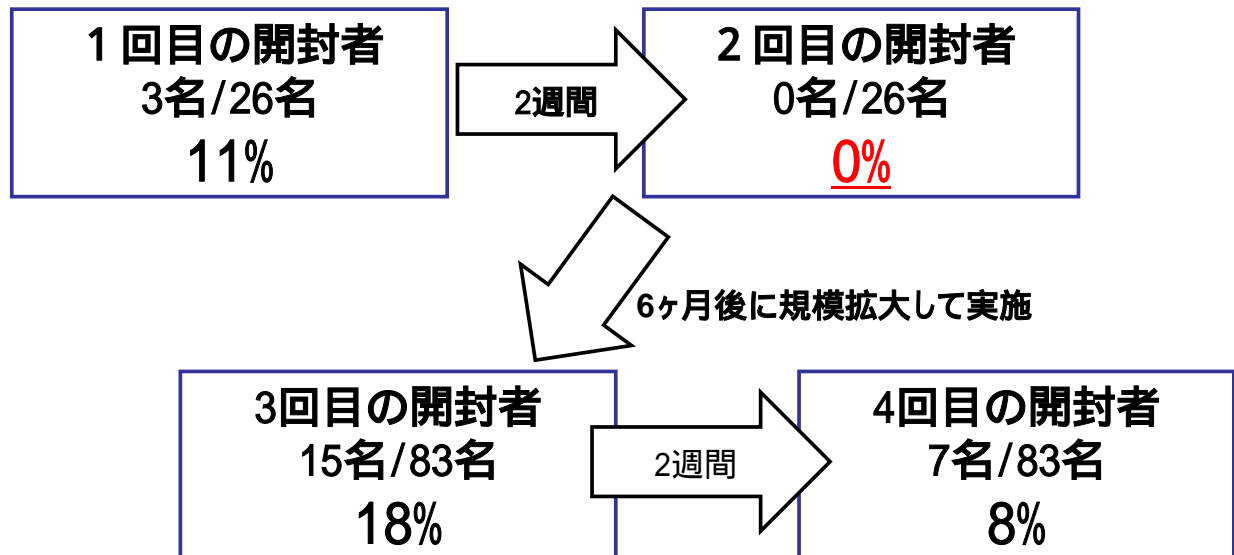 1回目の開封者
3名/26名
11%
2週間
2回目の開封者
0名/26名
0%
6ヶ月後に規模拡大して実施
3回目の開封者
15名/83名
18%
2週間
4回目の開封者
7名/83名
8%